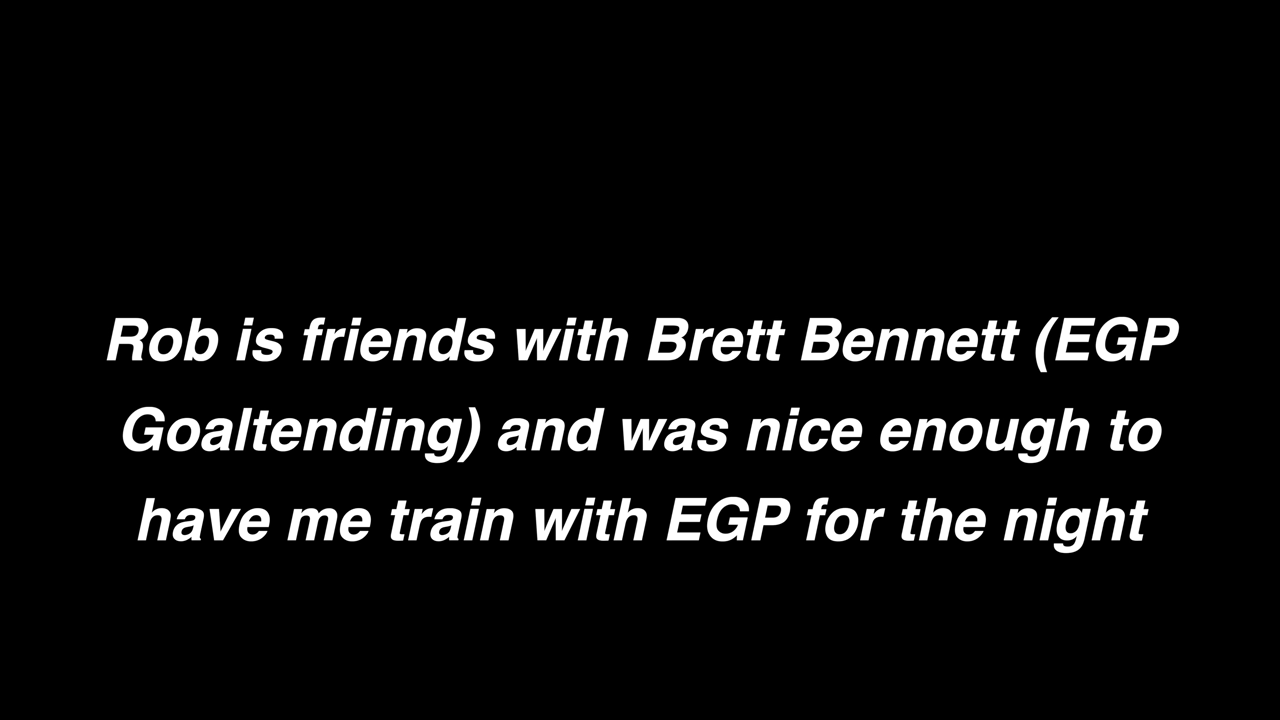 Rob is friends with Brett Bennett (EGP
Goaltending) and was nice enough to
have me train with EGP for the night